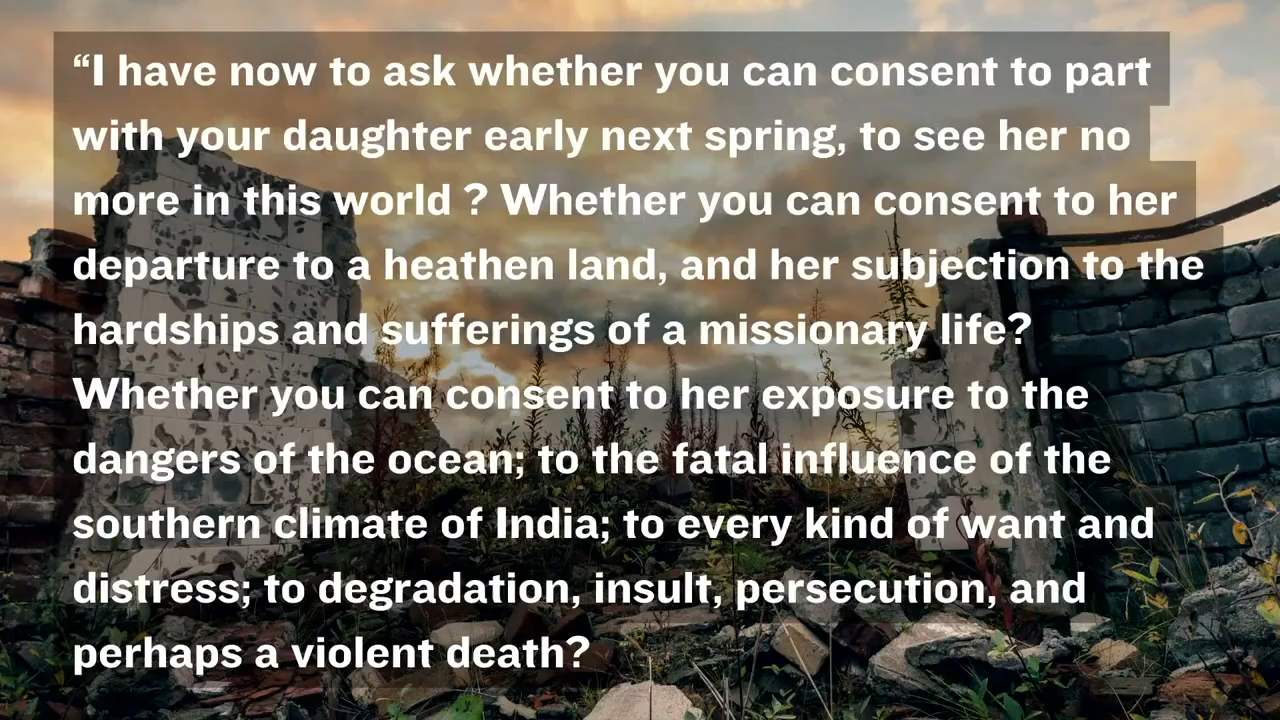 “I have now to ask whether you can consent to part
with your daughter early next spring, to see her no
more in this world ? Whether you can consent to her
departure to a heathen land, and her subjection to the
hardships and sufferings of a missionary life?
Whether you can consent to her exposure to the
dangers of the ocean; to the fatal influence of the
southern climate of India; to every kind of want and
distress; to degradation, insult, persecution, and
perhaps a violent death?